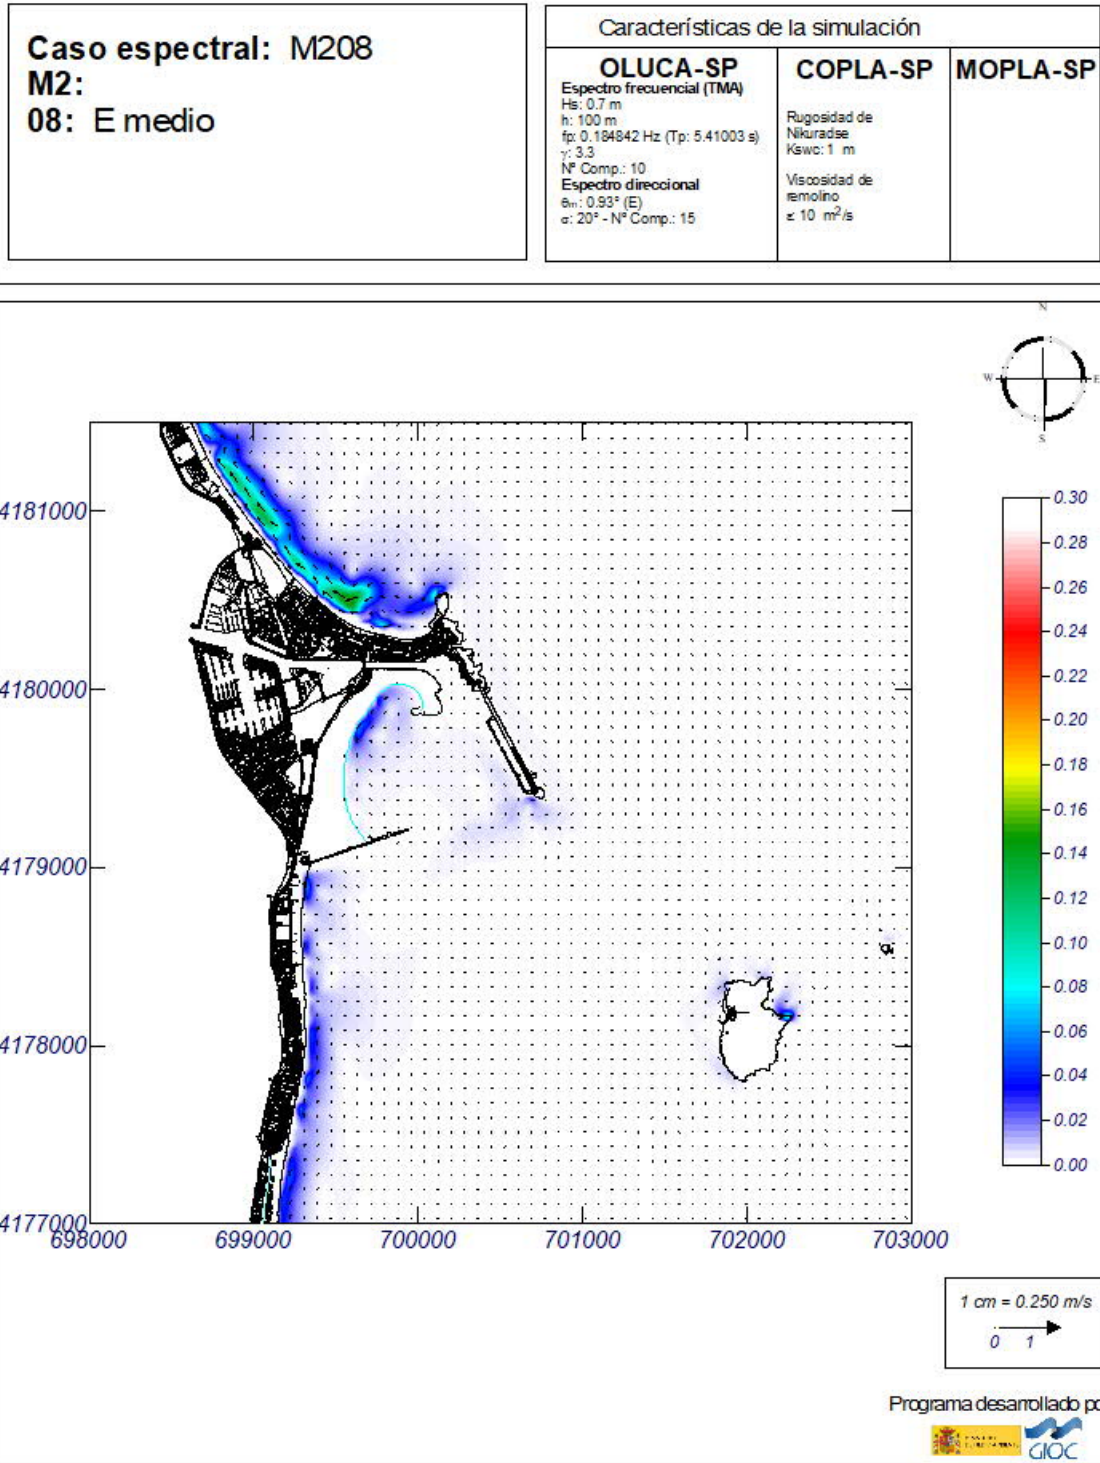 Caso espectral: M208
M2:
08: E medio
Características de la simulación
OLUCA-SP
Espectro frecuencial (TMA)
Hs: 0.7 m
h: 100 m
fp: 0.184842 Hz (Tp: 5.41003 s)
γ: 3.3
Nº Comp.: 10
Espectro direccional
θm: 0.93° (E)
σ: 20° - Nº Comp.: 15
COPLA-SP
Rugosidad de
Nikuradse
Kswc: 1 m
Viscosidad de
remolino
ε: 10 m²/s
MOPLA-SP
N
W
E
S
4181000
4180000
4179000
4178000
4177000
698000
699000
700000
701000
702000
703000
0.30
0.28
0.26
0.24
0.22
0.20
0.18
0.16
0.14
0.12
0.10
0.08
0.06
0.04
0.02
0.00
1 cm = 0.250 m/s
0 1
Programa desarrollado po
GIOC